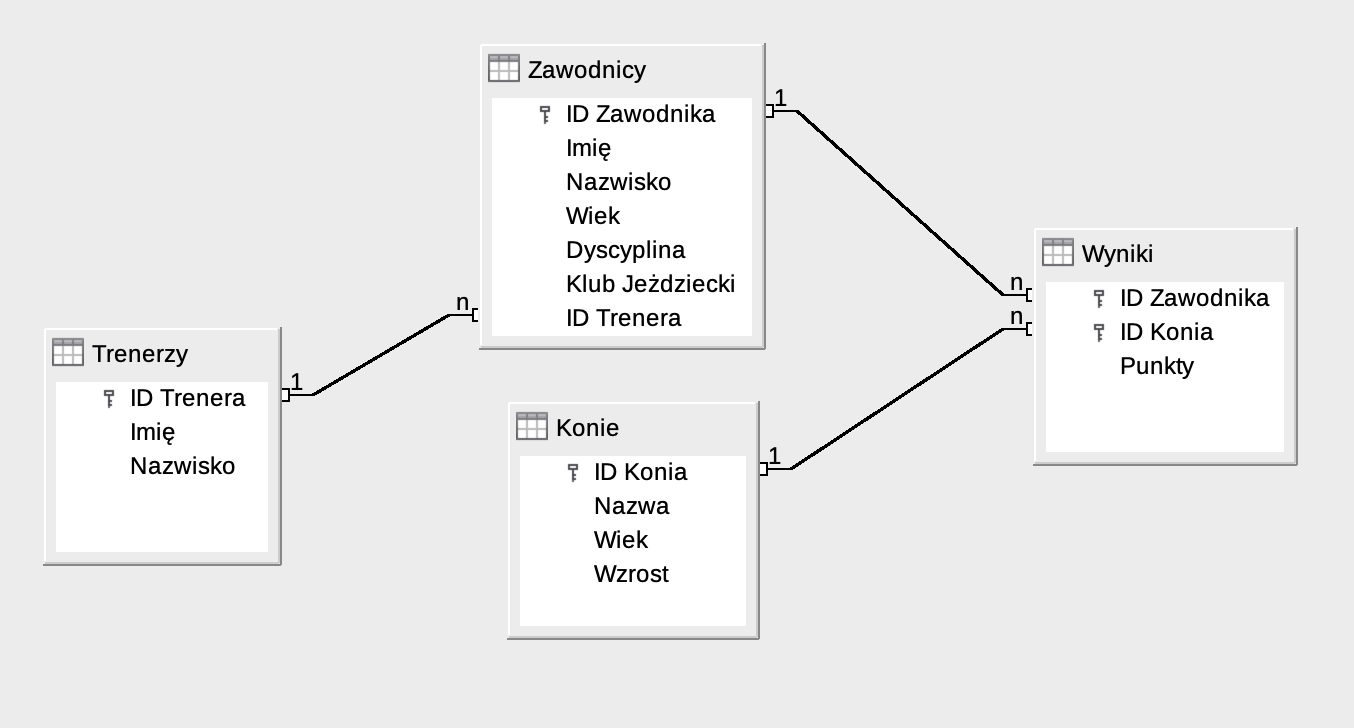 Zawodnicy
ID Zawodnika
Imię
Nazwisko
Wiek
Dyscyplina
Klub Jeździecki
ID Trenera
1
n
Trenerzy
ID Trenera
Imię
Nazwisko
1
Konie
ID Konia
Nazwa
Wiek
Wzrost
1
Wyniki
ID Zawodnika
ID Konia
Punkty
n
n